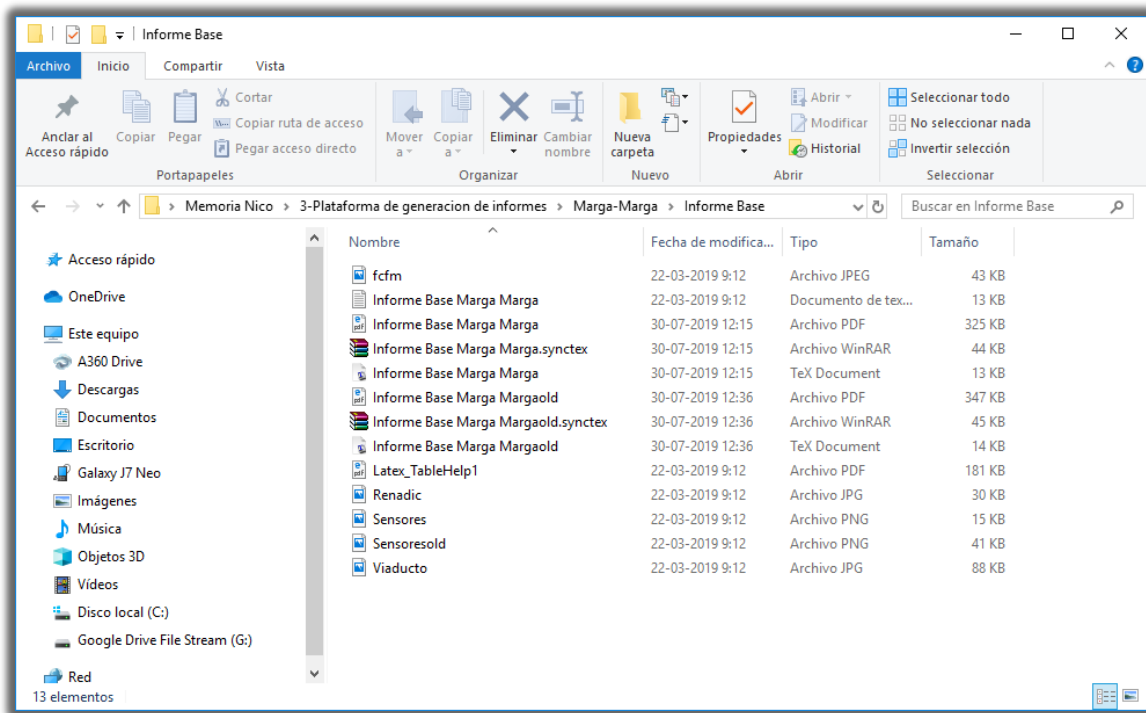 Informe Base
Archivo Inicio Compartir Vista
Anclar al Acceso rápido
Copiar
Pegar
Cortar
Copiar ruta de acceso
Pegar acceso directo
Portapapeles
Mover a
Copiar a
Eliminar
Cambiar nombre
Organizar
Nueva carpeta
Nuevo
Propiedades
Abrir
Modificar
Historial
Abrir
Seleccionar todo
No seleccionar nada
Invertir selección
Seleccionar
Memoria Nico > 3-Plataforma de generacion de informes > Marga-Marga > Informe Base
Buscar en Informe Base
Acceso rápido
OneDrive
Este equipo
A360 Drive
Descargas
Documentos
Escritorio
Galaxy J7 Neo
Imágenes
Música
Objetos 3D
Vídeos
Disco local (C:)
Google Drive File Stream (G:)
Red
Nombre Fecha de modifica... Tipo Tamaño
fcfm 22-03-2019 9:12 Archivo JPEG 43 KB
Informe Base Marga Marga 22-03-2019 9:12 Documento de tex... 13 KB
Informe Base Marga Marga 30-07-2019 12:15 Archivo PDF 325 KB
Informe Base Marga Marga.synctex 30-07-2019 12:15 Archivo WinRAR 44 KB
Informe Base Marga Marga 30-07-2019 12:15 TeX Document 13 KB
Informe Base Marga Margaold 30-07-2019 12:36 Archivo PDF 347 KB
Informe Base Marga Margaold.synctex 30-07-2019 12:36 Archivo WinRAR 45 KB
Informe Base Marga Margaold 30-07-2019 12:36 TeX Document 14 KB
Latex_TableHelp1 22-03-2019 9:12 Archivo PDF 181 KB
Renadic 22-03-2019 9:12 Archivo JPG 30 KB
Sensores 22-03-2019 9:12 Archivo PNG 15 KB
Sensoresold 22-03-2019 9:12 Archivo PNG 41 KB
Viaducto 22-03-2019 9:12 Archivo JPG 88 KB
13 elementos